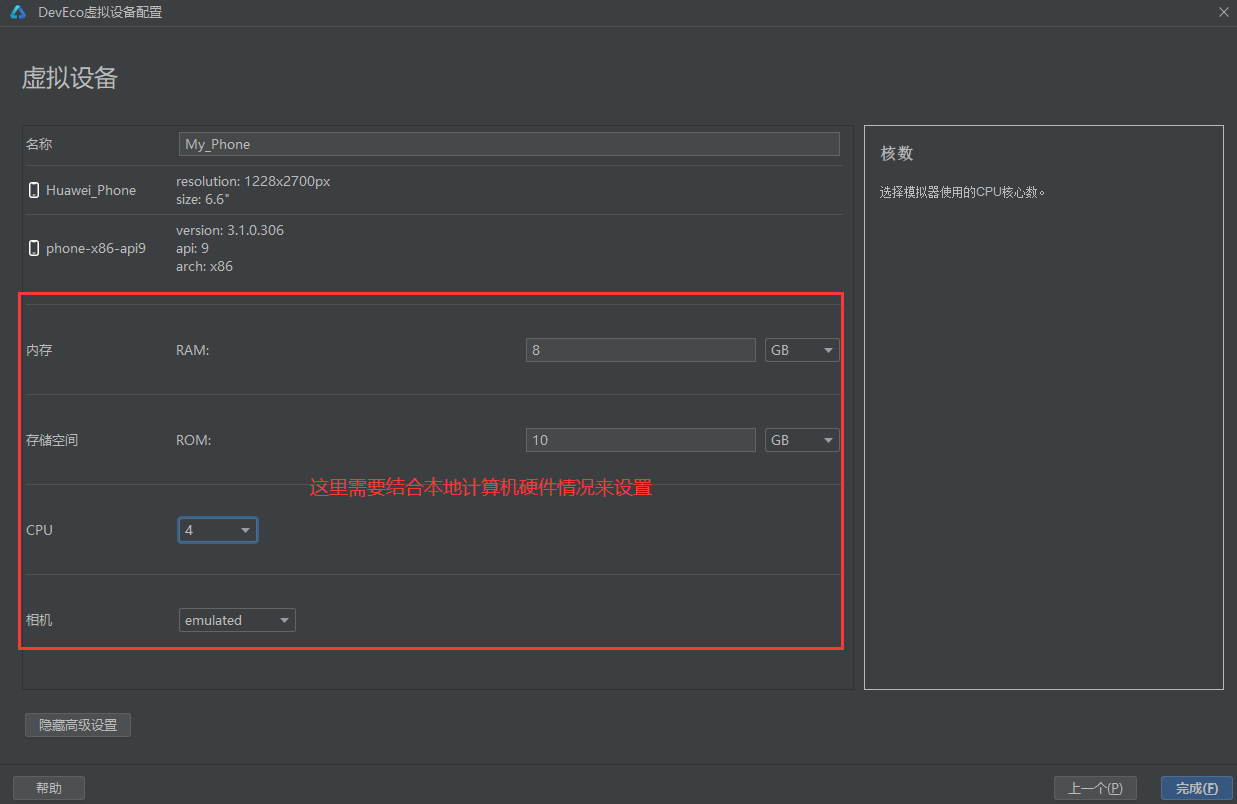 DevEco虚拟设备配置
虚拟设备
名称 My_Phone
Huawei_Phone
resolution: 1228x2700px
size: 6.6"
phone-x86-api9
version: 3.1.0.306
api: 9
arch: x86
内存 RAM: 8 GB
存储空间 ROM: 10 GB
这里需要结合本地计算机硬件情况来设置
CPU 4
相机 emulated
核数
选择模拟器使用的CPU核心数。
隐藏高级设置
帮助 上一个(P) 完成(F)